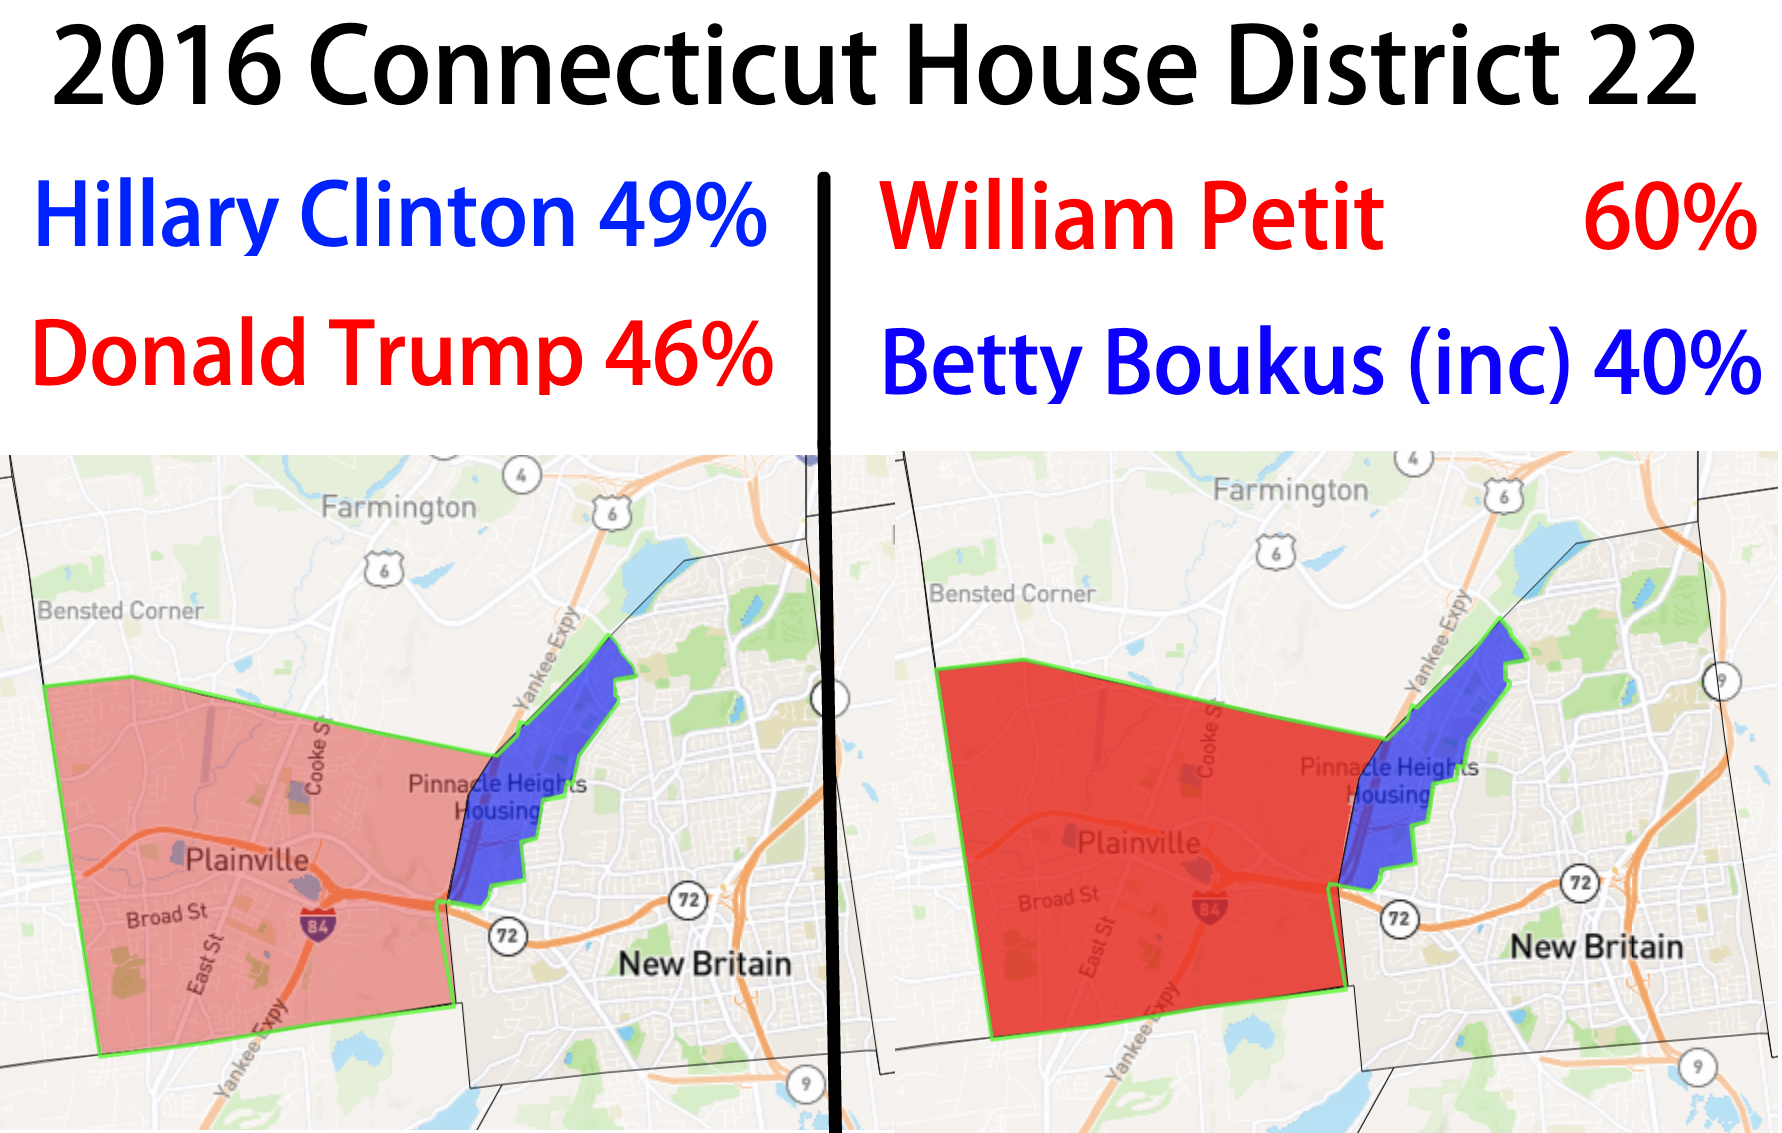 2016 Connecticut House District 22
Hillary Clinton 49%
Donald Trump 46%
William Petit 60%
Betty Boukus (inc) 40%
4
Farmington
6
6
Bensted Corner
Yankee Expy
Cooke St
Pinnacle Heights
Housing
Plainville
Broad St
84
East St
72
72
New Britain
Yankee Expy
9
4
Farmington
6
6
Bensted Corner
Yankee Expy
9
Cooke St
Pinnacle Heights
Housing
Plainville
Broad St
84
East St
72
72
New Britain
Yankee Expy
9